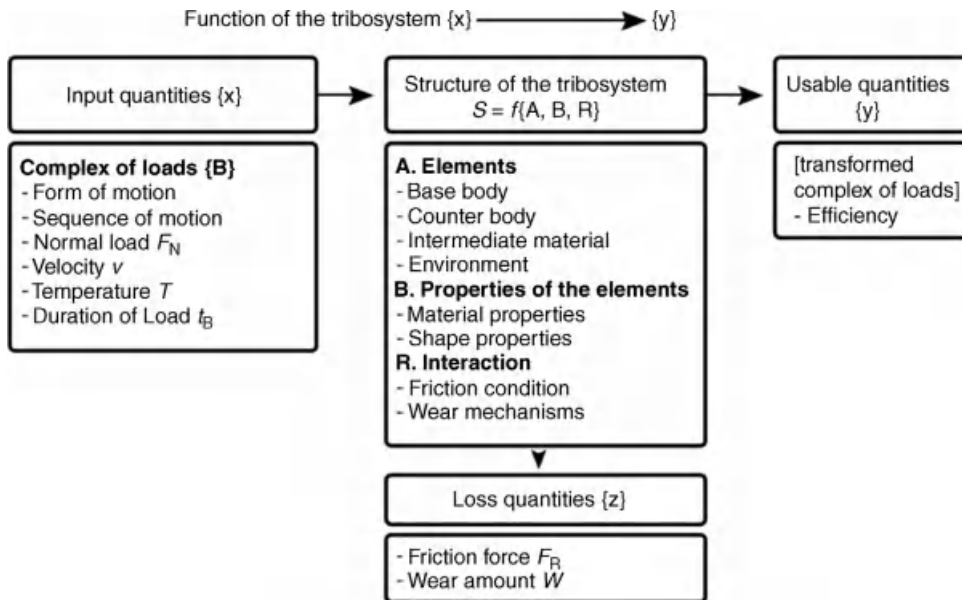 Function of the tribosystem {x} {y}
Input quantities {x}
Complex of loads {B}
- Form of motion
- Sequence of motion
- Normal load FN
- Velocity v
- Temperature T
- Duration of Load tB
Structure of the tribosystem
S = f{A, B, R}
A. Elements
- Base body
- Counter body
- Intermediate material
- Environment
B. Properties of the elements
- Material properties
- Shape properties
R. Interaction
- Friction condition
- Wear mechanisms
Usable quantities
{y}
[transformed
complex of loads]
- Efficiency
Loss quantities {z}
- Friction force FR
- Wear amount W